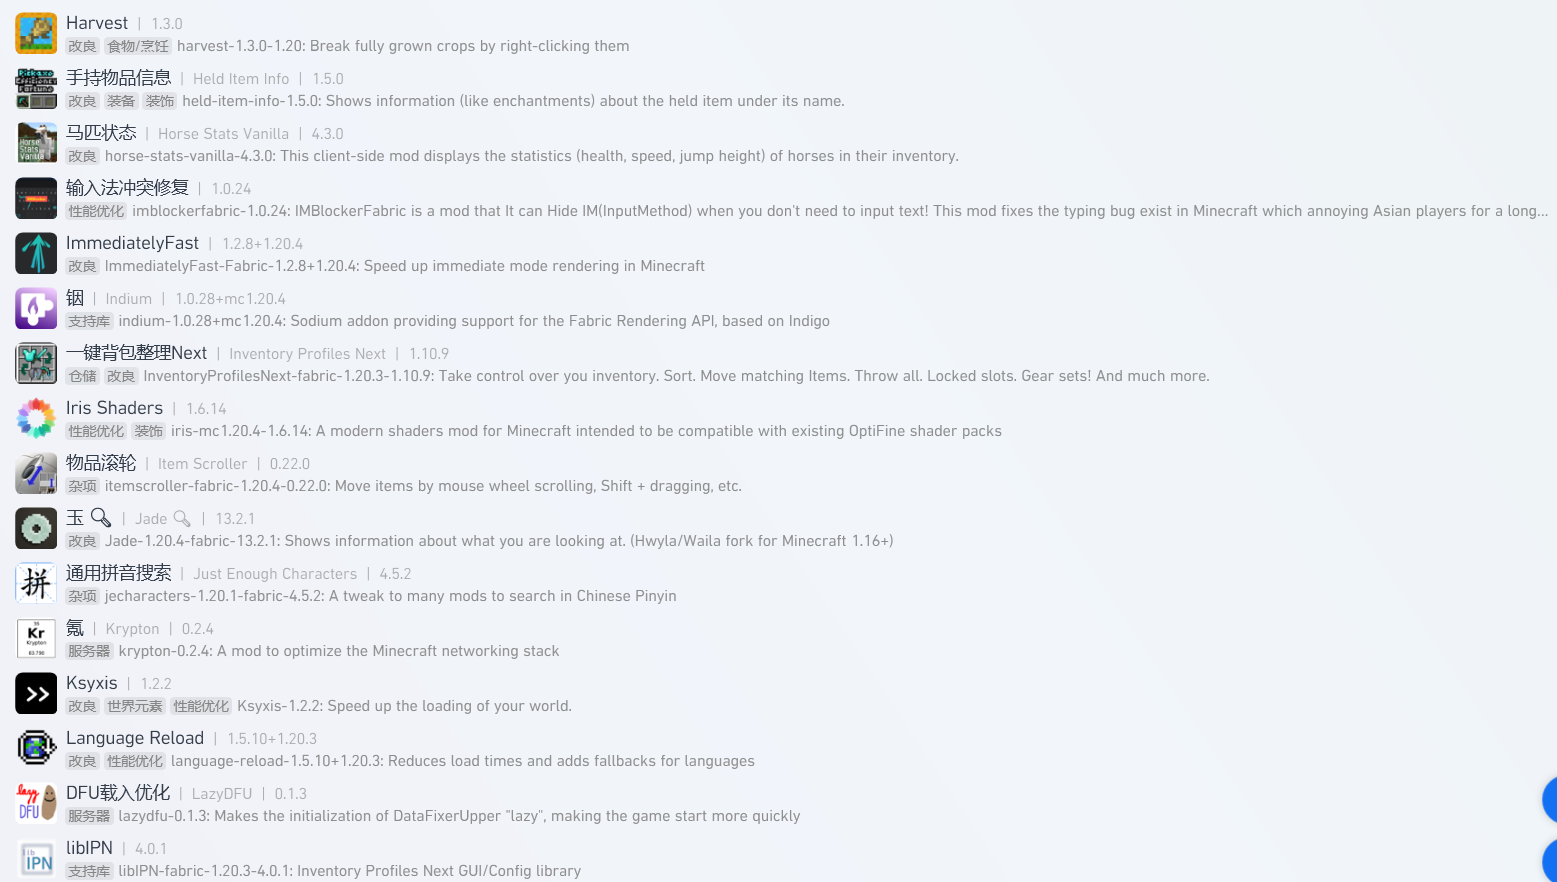 Harvest | 1.3.0
改良 食物/烹饪 harvest-1.3.0-1.20: Break fully grown crops by right-clicking them
手持物品信息 | Held Item Info | 1.5.0
改良 装备 装饰 held-item-info-1.5.0: Shows information (like enchantments) about the held item under its name.
马匹状态 | Horse Stats Vanilla | 4.3.0
改良 horse-stats-vanilla-4.3.0: This client-side mod displays the statistics (health, speed, jump height) of horses in their inventory.
输入法冲突修复 | 1.0.24
性能优化 imblockerfabric-1.0.24: IMBlockerFabric is a mod that It can Hide IM(InputMethod) when you don't need to input text! This mod fixes the typing bug exist in Minecraft which annoying Asian players for a long...
ImmediatelyFast | 1.2.8+1.20.4
改良 ImmediatelyFast-Fabric-1.2.8+1.20.4: Speed up immediate mode rendering in Minecraft
铟 | Indium | 1.0.28+mc1.20.4
支持库 indium-1.0.28+mc1.20.4: Sodium addon providing support for the Fabric Rendering API, based on Indigo
一键背包整理Next | Inventory Profiles Next | 1.10.9
仓储 改良 InventoryProfilesNext-fabric-1.20.3-1.10.9: Take control over you inventory. Sort. Move matching Items. Throw all. Locked slots. Gear sets! And much more.
Iris Shaders | 1.6.14
性能优化 装饰 iris-mc1.20.4-1.6.14: A modern shaders mod for Minecraft intended to be compatible with existing OptiFine shader packs
物品滚轮 | Item Scroller | 0.22.0
杂项 itemscroller-fabric-1.20.4-0.22.0: Move items by mouse wheel scrolling, Shift + dragging, etc.
玉 🔍 | Jade 🔍 | 13.2.1
改良 Jade-1.20.4-fabric-13.2.1: Shows information about what you are looking at. (Hwyla/Waila fork for Minecraft 1.16+)
拼
通用拼音搜索 | Just Enough Characters | 4.5.2
杂项 jecharacters-1.20.1-fabric-4.5.2: A tweak to many mods to search in Chinese Pinyin
Kr
Krypton
氪 | Krypton | 0.2.4
服务器 krypton-0.2.4: A mod to optimize the Minecraft networking stack
Ksyxis | 1.2.2
改良 世界元素 性能优化 Ksyxis-1.2.2: Speed up the loading of your world.
Language Reload | 1.5.10+1.20.3
改良 性能优化 language-reload-1.5.10+1.20.3: Reduces load times and adds fallbacks for languages
lazy
DFU
DFU载入优化 | LazyDFU | 0.1.3
服务器 lazydfu-0.1.3: Makes the initialization of DataFixerUpper "lazy", making the game start more quickly
lib
IPN
libIPN | 4.0.1
支持库 libIPN-fabric-1.20.3-4.0.1: Inventory Profiles Next GUI/Config library